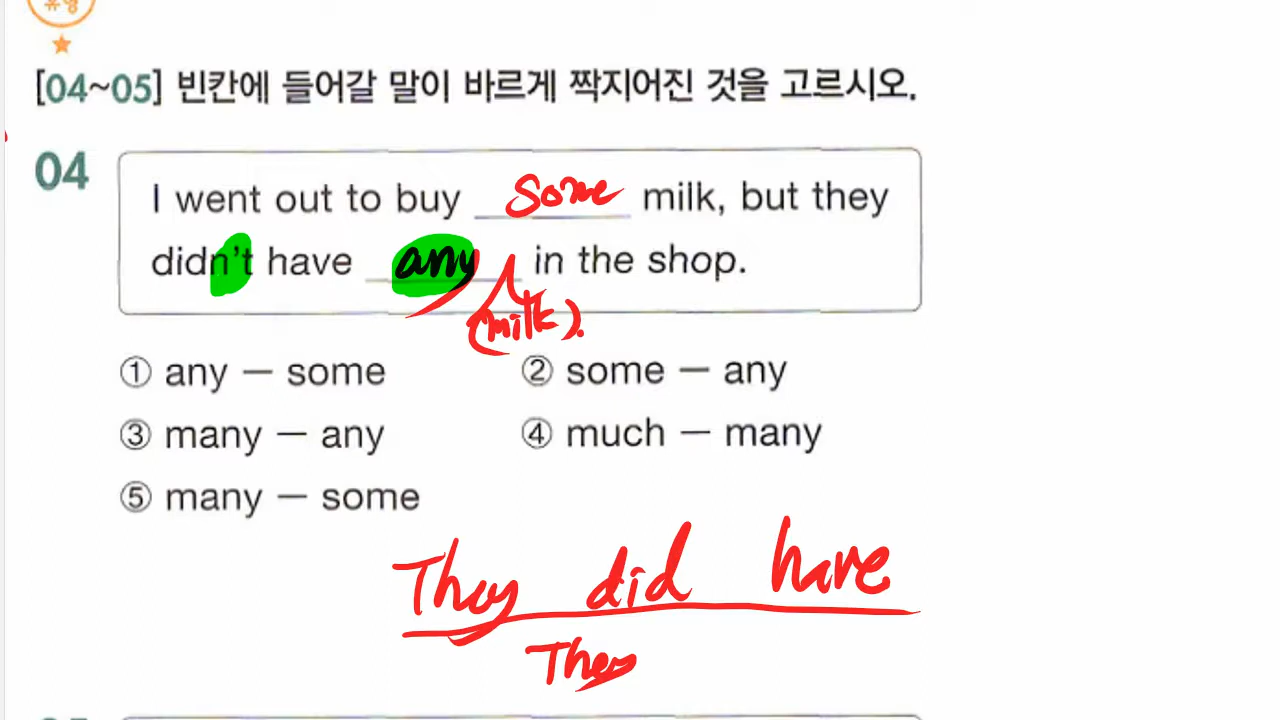 유형
[04~05] 빈칸에 들어갈 말이 바르게 짝지어진 것을 고르시오.
04
I went out to buy some milk, but they
didn't have any in the shop.
(milk).
① any — some ② some — any
③ many — any ④ much — many
⑤ many — some
They did have
They